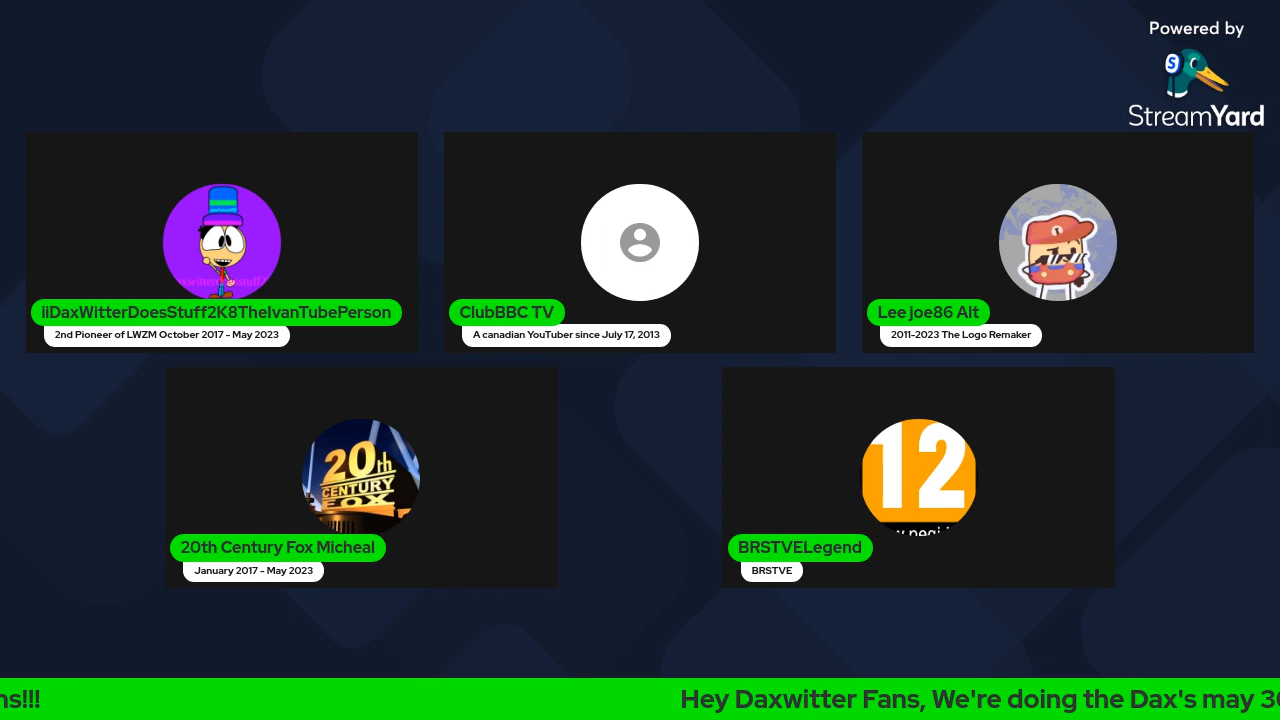 Powered by
StreamYard
iiDaxWitterDoesStuff2K8TheIvanTubePerson
2nd Pioneer of LWZM October 2017 - May 2023
ClubBBC TV
A canadian YouTuber since July 17, 2013
Lee joe86 Alt
2011-2023 The Logo Remaker
20th
CENTURY
FOX
20th Century Fox Micheal
January 2017 - May 2023
12
BRSTVELegend
BRSTVE
ns!!! Hey Daxwitter Fans, We're doing the Dax's may 3